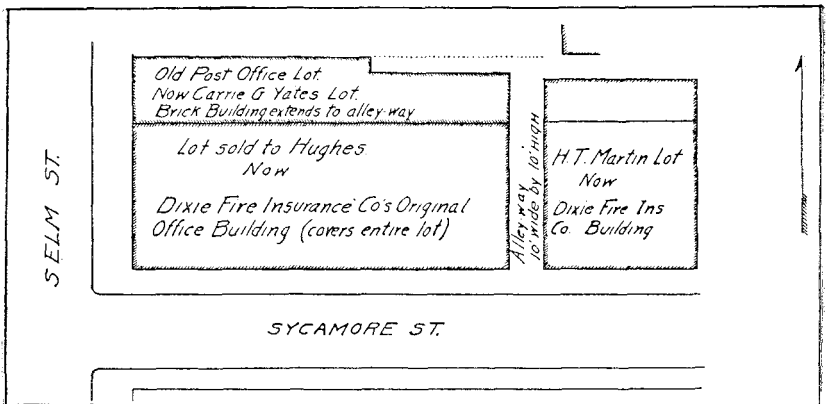 Old Post Office Lot.
Now Carrie G Yates Lot.
Brick Building extends to alley-way
Lot sold to Hughes
Now
Dixie Fire Insurance Co's Original
Office Building (covers entire lot)
Alley-way
10' wide by 10' HIGH
H.T. Martin Lot
Now
Dixie Fire Ins
Co. Building
S ELM ST.
SYCAMORE ST.